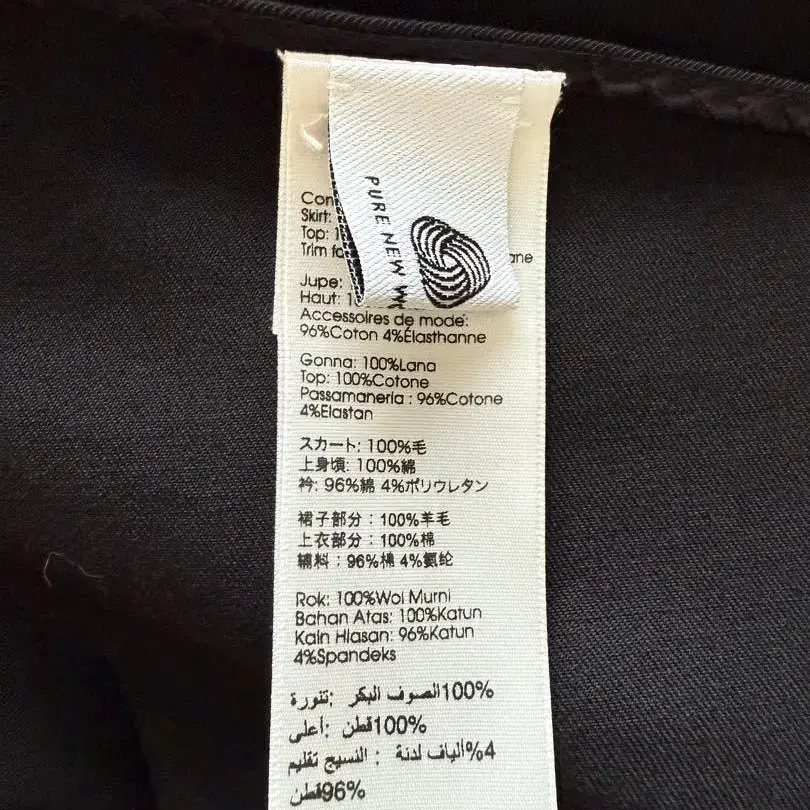 PURE NEW
Con
Skirt:
Top: 1
Trim fa ane
Jupe:
Haut: 10
Accessoires de mode:
96%Coton 4%Élasthanne
Gonna: 100%Lana
Top: 100%Cotone
Passamaneria : 96%Cotone
4%Elastan
スカート: 100%毛
上身頃: 100%綿
衿: 96%綿 4%ポリウレタン
裙子部分：100%羊毛
上衣部分：100%棉
辅料：96%棉 4%氨纶
Rok: 100%Wol Murni
Bahan Atas: 100%Katun
Kain Hiasan: 96%Katun
4%Spandeks
تنورة: 100%الصوف البكر
أعلى: 100%قطن
النسيج تقليم : 4%ألياف لدنة
96%قطن